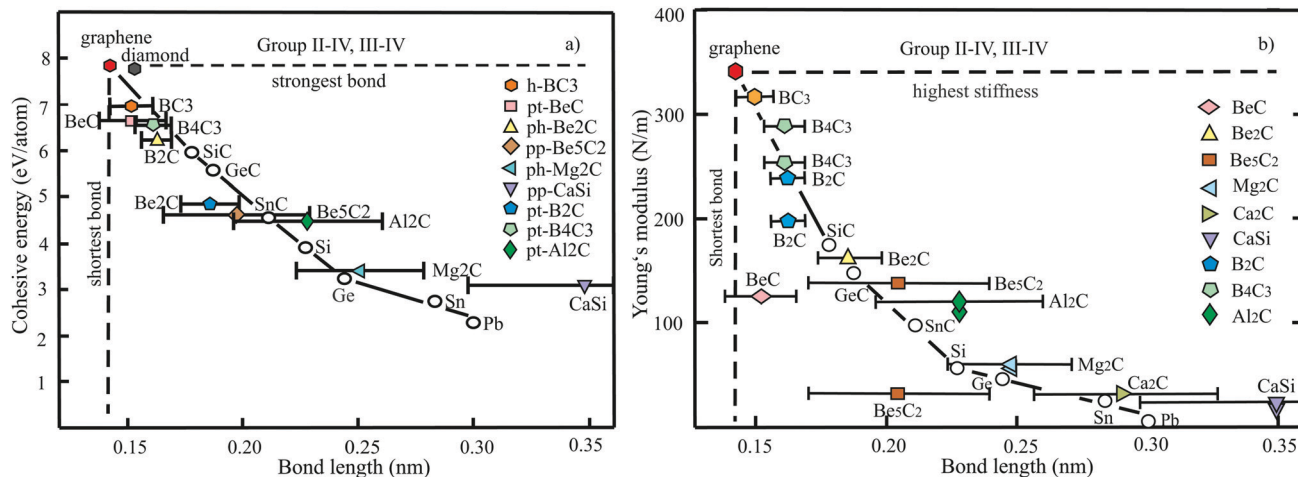 Group II-IV, III-IV
a)
graphene
diamond
strongest bond
shortest bond
BC3
BeC
B4C3
B2C
SiC
GeC
Be2C
SnC
Be5C2
Al2C
Si
Mg2C
Ge
Sn
Pb
CaSi
h-BC3
pt-BeC
ph-Be2C
pp-Be5C2
ph-Mg2C
pp-CaSi
pt-B2C
pt-B4C3
pt-Al2C
8
7
6
5
4
3
2
1
Cohesive energy (eV/atom)
0.15
0.20
0.25
0.30
0.35
Bond length (nm)
Group II-IV, III-IV
b)
graphene
highest stiffness
Shortest bond
BC3
B4C3
B4C3
B2C
B2C
SiC
Be2C
BeC
GeC
Be5C2
Al2C
SnC
Si
Mg2C
Ge
Be5C2
Ca2C
Sn
Pb
CaSi
BeC
Be2C
Be5C2
Mg2C
Ca2C
CaSi
B2C
B4C3
Al2C
400
300
200
100
Young's modulus (N/m)
0.15
0.20
0.25
0.30
0.35
Bond length (nm)